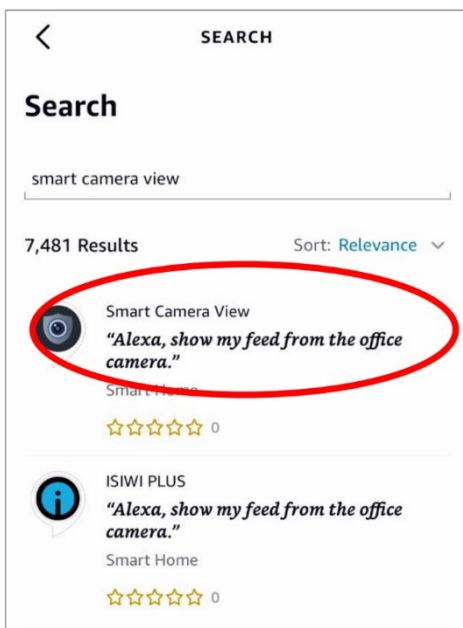 SEARCH
Search
smart camera view
7,481 Results
Sort: Relevance
Smart Camera View
“Alexa, show my feed from the office
camera.”
Smart Home
0
ISIWI PLUS
“Alexa, show my feed from the office
camera.”
Smart Home
0